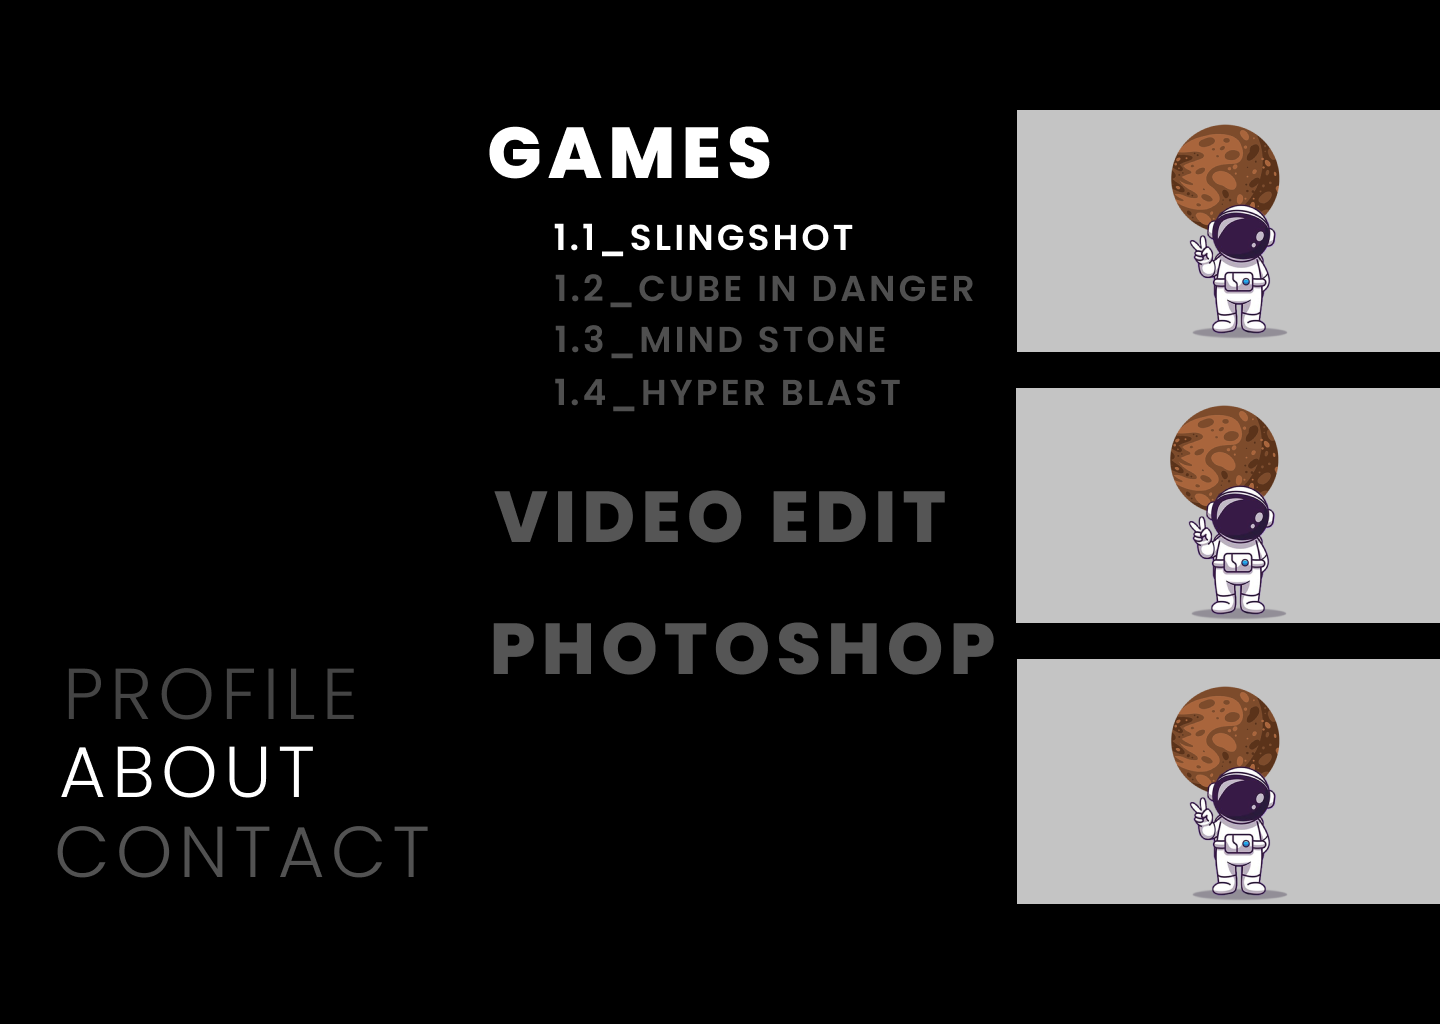 GAMES
1.1_SLINGSHOT
1.2_CUBE IN DANGER
1.3_MIND STONE
1.4_HYPER BLAST
VIDEO EDIT
PHOTOSHOP
PROFILE
ABOUT
CONTACT